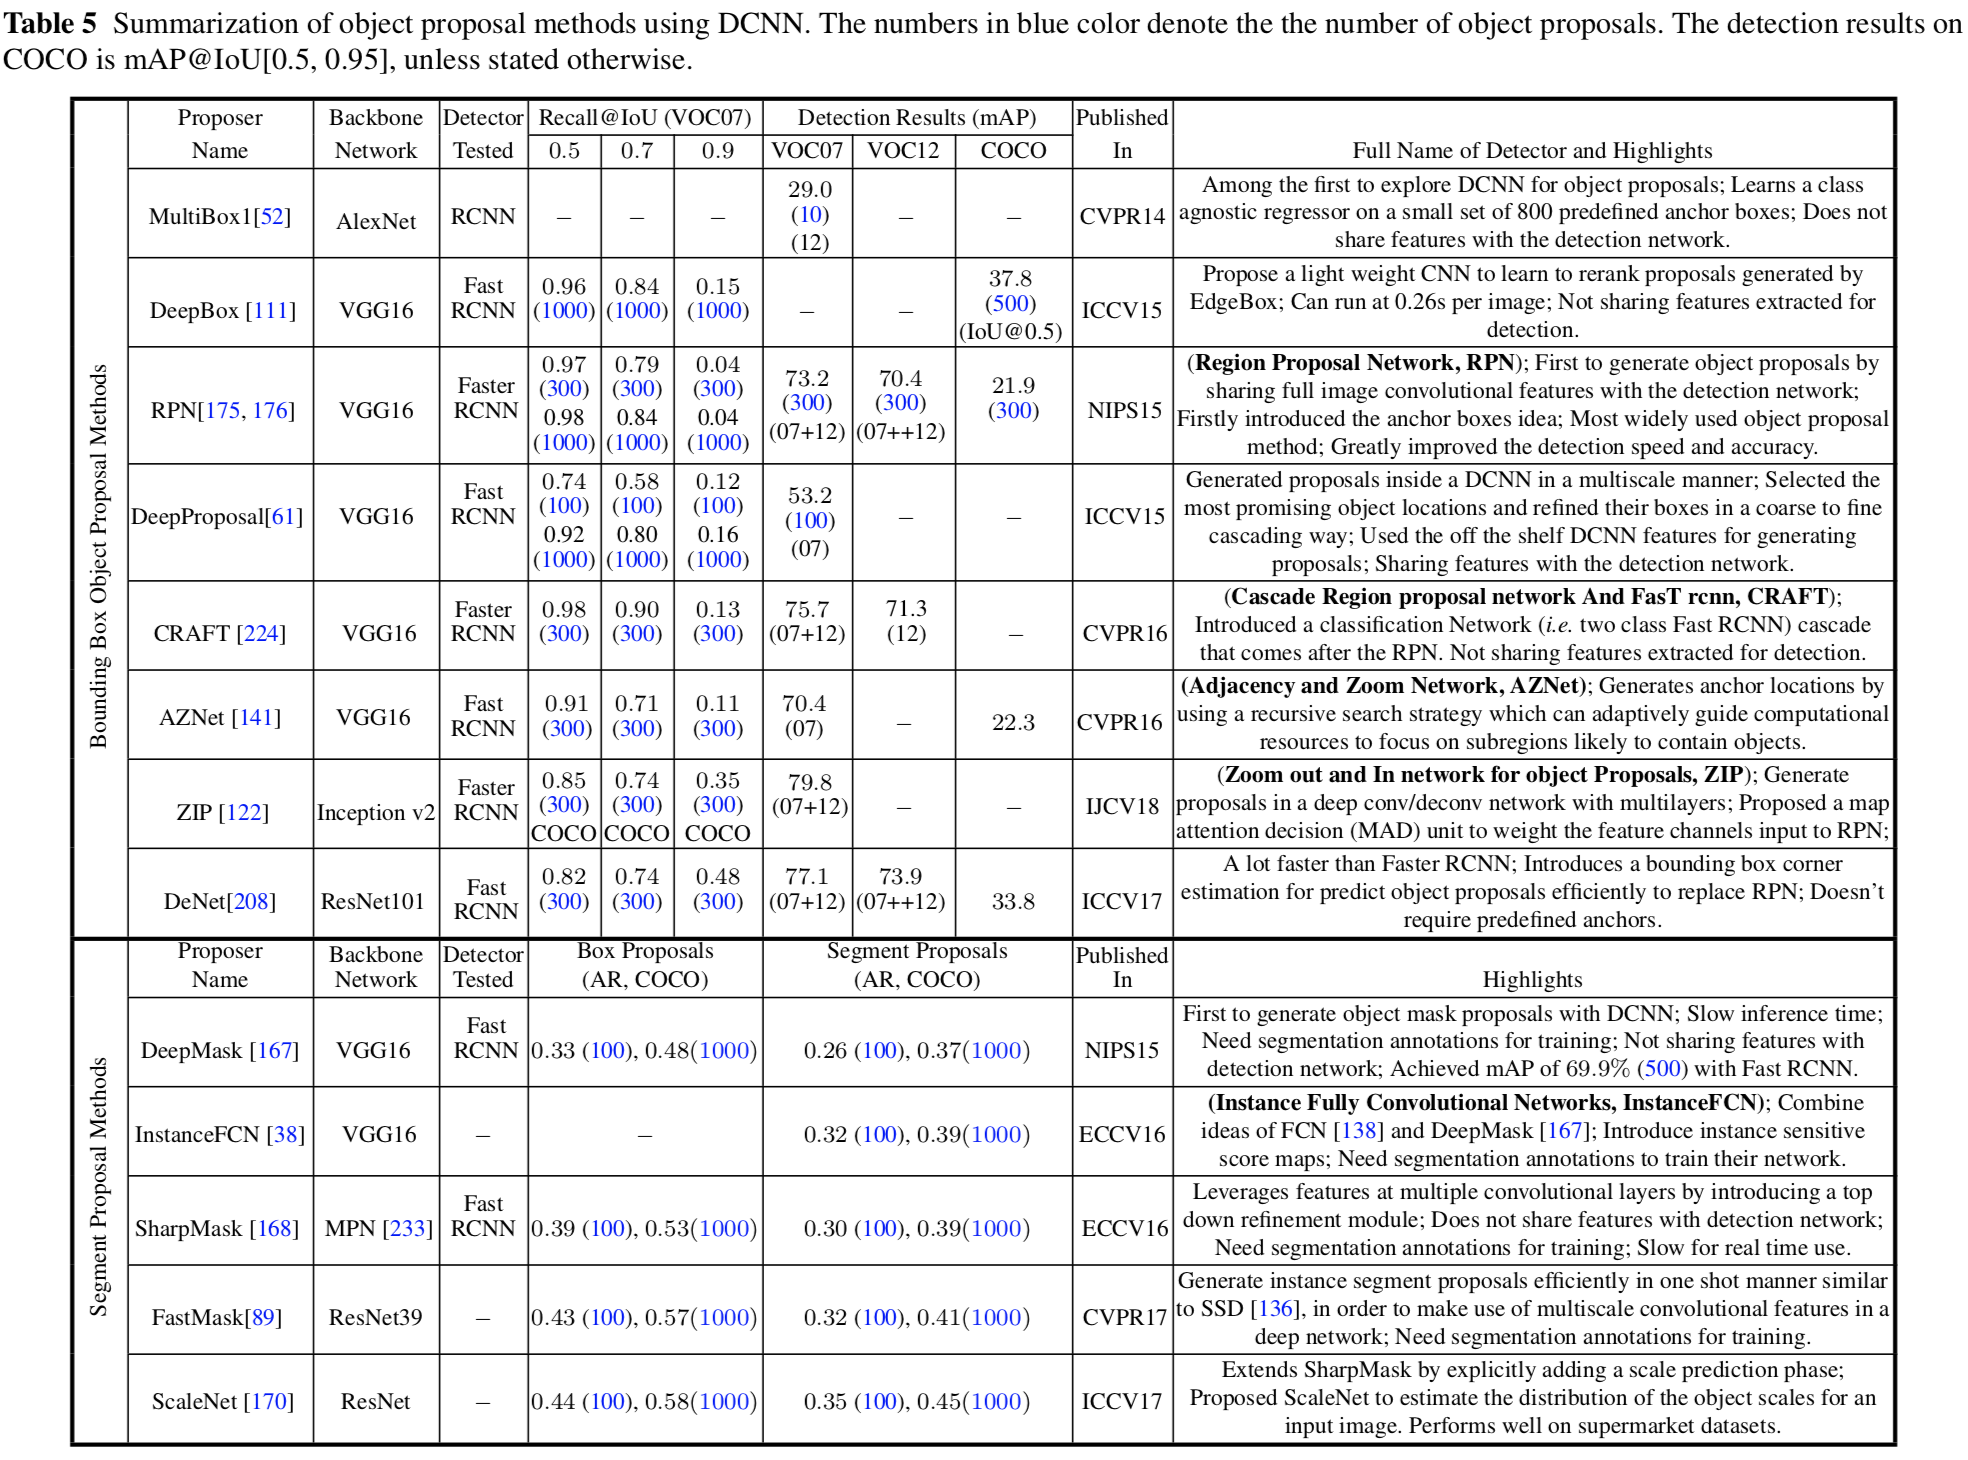 Table 5 Summarization of object proposal methods using DCNN. The numbers in blue color denote the the number of object proposals. The detection results on
COCO is mAP@IoU[0.5, 0.95], unless stated otherwise.
Bounding Box Object Proposal Methods
Proposer Name | Backbone Network | Detector Tested | Recall@IoU (VOC07) 0.5 | 0.7 | 0.9 | Detection Results (mAP) VOC07 | VOC12 | COCO | Published In | Full Name of Detector and Highlights
MultiBox1[52] | AlexNet | RCNN | − | − | − | 29.0 (10) (12) | − | − | CVPR14 | Among the first to explore DCNN for object proposals; Learns a class
agnostic regressor on a small set of 800 predefined anchor boxes; Does not
share features with the detection network.
DeepBox [111] | VGG16 | Fast RCNN | 0.96 (1000) | 0.84 (1000) | 0.15 (1000) | − | − | 37.8 (500) (IoU@0.5) | ICCV15 | Propose a light weight CNN to learn to rerank proposals generated by
EdgeBox; Can run at 0.26s per image; Not sharing features extracted for
detection.
RPN[175, 176] | VGG16 | Faster RCNN | 0.97 (300) 0.98 (1000) | 0.79 (300) 0.84 (1000) | 0.04 (300) 0.04 (1000) | 73.2 (300) (07+12) | 70.4 (300) (07++12) | 21.9 (300) | NIPS15 | (Region Proposal Network, RPN); First to generate object proposals by
sharing full image convolutional features with the detection network;
Firstly introduced the anchor boxes idea; Most widely used object proposal
method; Greatly improved the detection speed and accuracy.
DeepProposal[61] | VGG16 | Fast RCNN | 0.74 (100) 0.92 (1000) | 0.58 (100) 0.80 (1000) | 0.12 (100) 0.16 (1000) | 53.2 (100) (07) | − | − | ICCV15 | Generated proposals inside a DCNN in a multiscale manner; Selected the
most promising object locations and refined their boxes in a coarse to fine
cascading way; Used the off the shelf DCNN features for generating
proposals; Sharing features with the detection network.
CRAFT [224] | VGG16 | Faster RCNN | 0.98 (300) | 0.90 (300) | 0.13 (300) | 75.7 (07+12) | 71.3 (12) | − | CVPR16 | (Cascade Region proposal network And FasT rcnn, CRAFT);
Introduced a classification Network (i.e. two class Fast RCNN) cascade
that comes after the RPN. Not sharing features extracted for detection.
AZNet [141] | VGG16 | Fast RCNN | 0.91 (300) | 0.71 (300) | 0.11 (300) | 70.4 (07) | − | 22.3 | CVPR16 | (Adjacency and Zoom Network, AZNet); Generates anchor locations by
using a recursive search strategy which can adaptively guide computational
resources to focus on subregions likely to contain objects.
ZIP [122] | Inception v2 | Faster RCNN | 0.85 (300) COCO | 0.74 (300) COCO | 0.35 (300) COCO | 79.8 (07+12) | − | − | IJCV18 | (Zoom out and In network for object Proposals, ZIP); Generate
proposals in a deep conv/deconv network with multilayers; Proposed a map
attention decision (MAD) unit to weight the feature channels input to RPN;
DeNet[208] | ResNet101 | Fast RCNN | 0.82 (300) | 0.74 (300) | 0.48 (300) | 77.1 (07+12) | 73.9 (07++12) | 33.8 | ICCV17 | A lot faster than Faster RCNN; Introduces a bounding box corner
estimation for predict object proposals efficiently to replace RPN; Doesn't
require predefined anchors.
Segment Proposal Methods
Proposer Name | Backbone Network | Detector Tested | Box Proposals (AR, COCO) | Segment Proposals (AR, COCO) | Published In | Highlights
DeepMask [167] | VGG16 | Fast RCNN | 0.33 (100), 0.48(1000) | 0.26 (100), 0.37(1000) | NIPS15 | First to generate object mask proposals with DCNN; Slow inference time;
Need segmentation annotations for training; Not sharing features with
detection network; Achieved mAP of 69.9% (500) with Fast RCNN.
InstanceFCN [38] | VGG16 | − | − | 0.32 (100), 0.39(1000) | ECCV16 | (Instance Fully Convolutional Networks, InstanceFCN); Combine
ideas of FCN [138] and DeepMask [167]; Introduce instance sensitive
score maps; Need segmentation annotations to train their network.
SharpMask [168] | MPN [233] | Fast RCNN | 0.39 (100), 0.53(1000) | 0.30 (100), 0.39(1000) | ECCV16 | Leverages features at multiple convolutional layers by introducing a top
down refinement module; Does not share features with detection network;
Need segmentation annotations for training; Slow for real time use.
FastMask[89] | ResNet39 | − | 0.43 (100), 0.57(1000) | 0.32 (100), 0.41(1000) | CVPR17 | Generate instance segment proposals efficiently in one shot manner similar
to SSD [136], in order to make use of multiscale convolutional features in a
deep network; Need segmentation annotations for training.
ScaleNet [170] | ResNet | − | 0.44 (100), 0.58(1000) | 0.35 (100), 0.45(1000) | ICCV17 | Extends SharpMask by explicitly adding a scale prediction phase;
Proposed ScaleNet to estimate the distribution of the object scales for an
input image. Performs well on supermarket datasets.